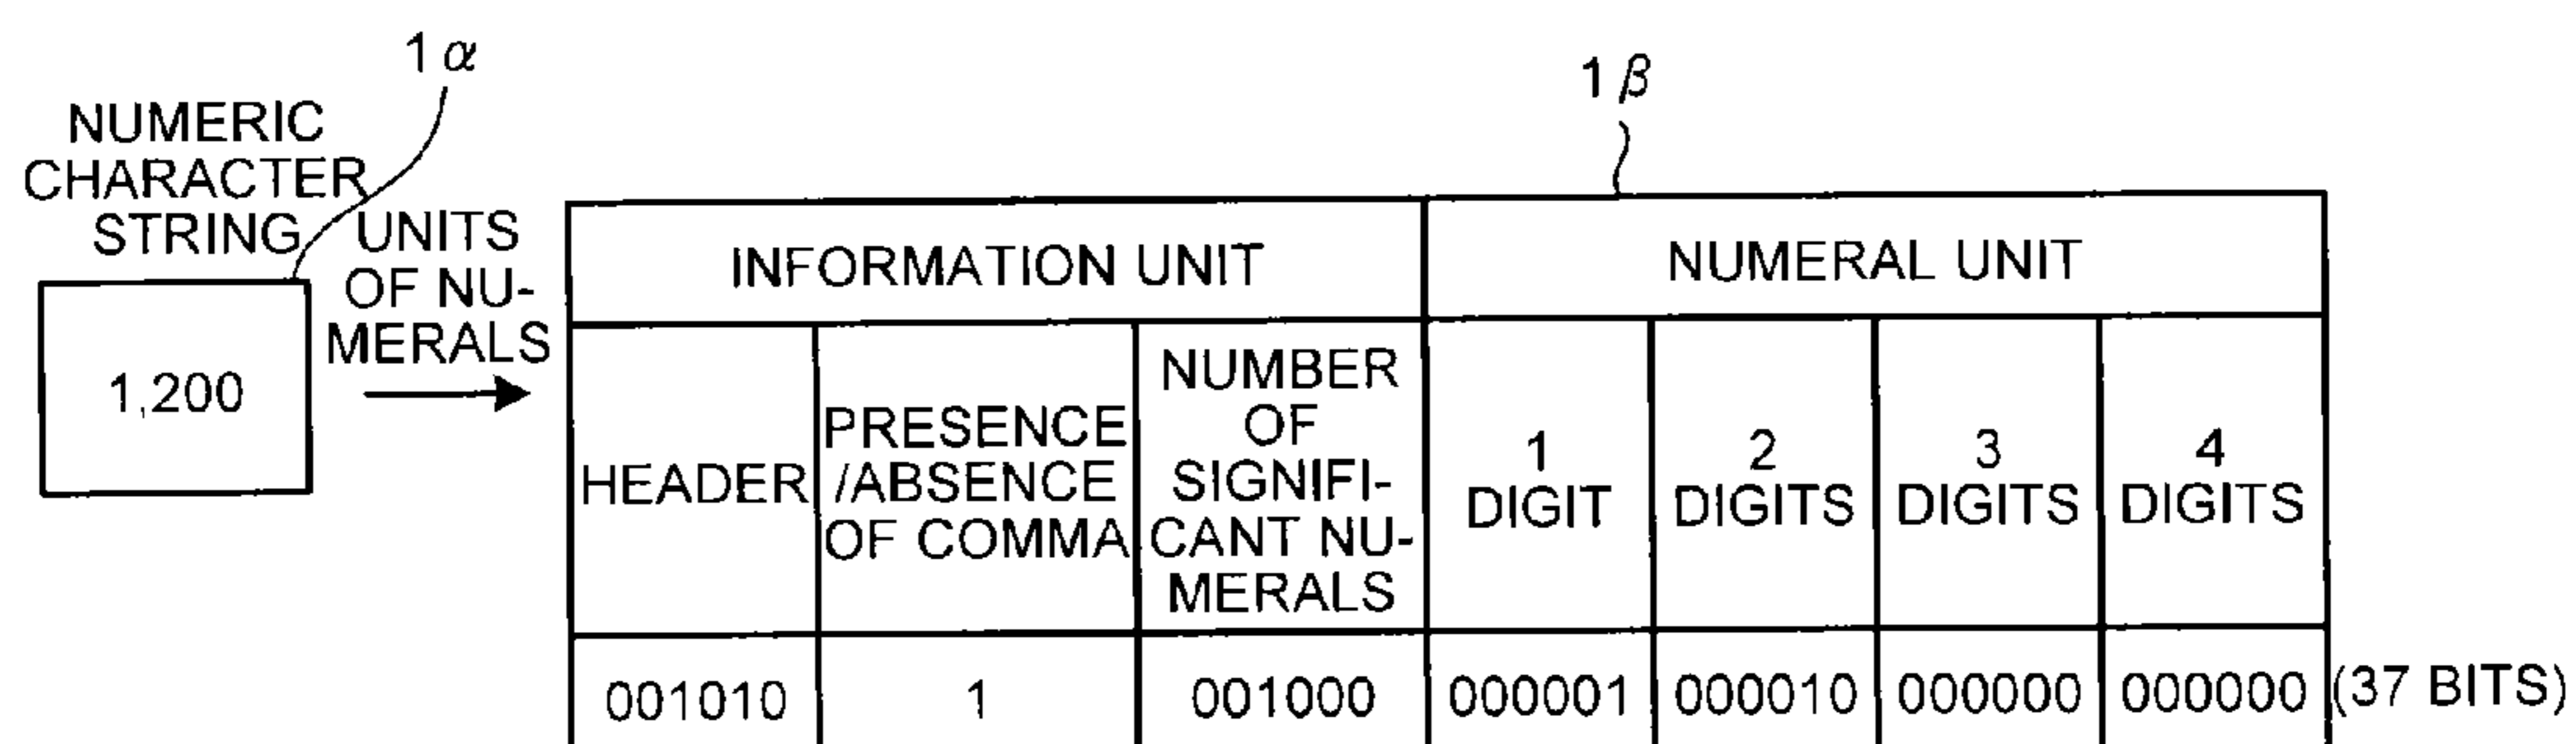 1α
NUMERIC
CHARACTER
STRING
1,200
UNITS
OF NU-
MERALS
1β
INFORMATION UNIT
NUMERAL UNIT
HEADER
PRESENCE
/ABSENCE
OF COMMA
NUMBER
OF
SIGNIFI-
CANT NU-
MERALS
1
DIGIT
2
DIGITS
3
DIGITS
4
DIGITS
001010
1
001000
000001
000010
000000
000000
(37 BITS)